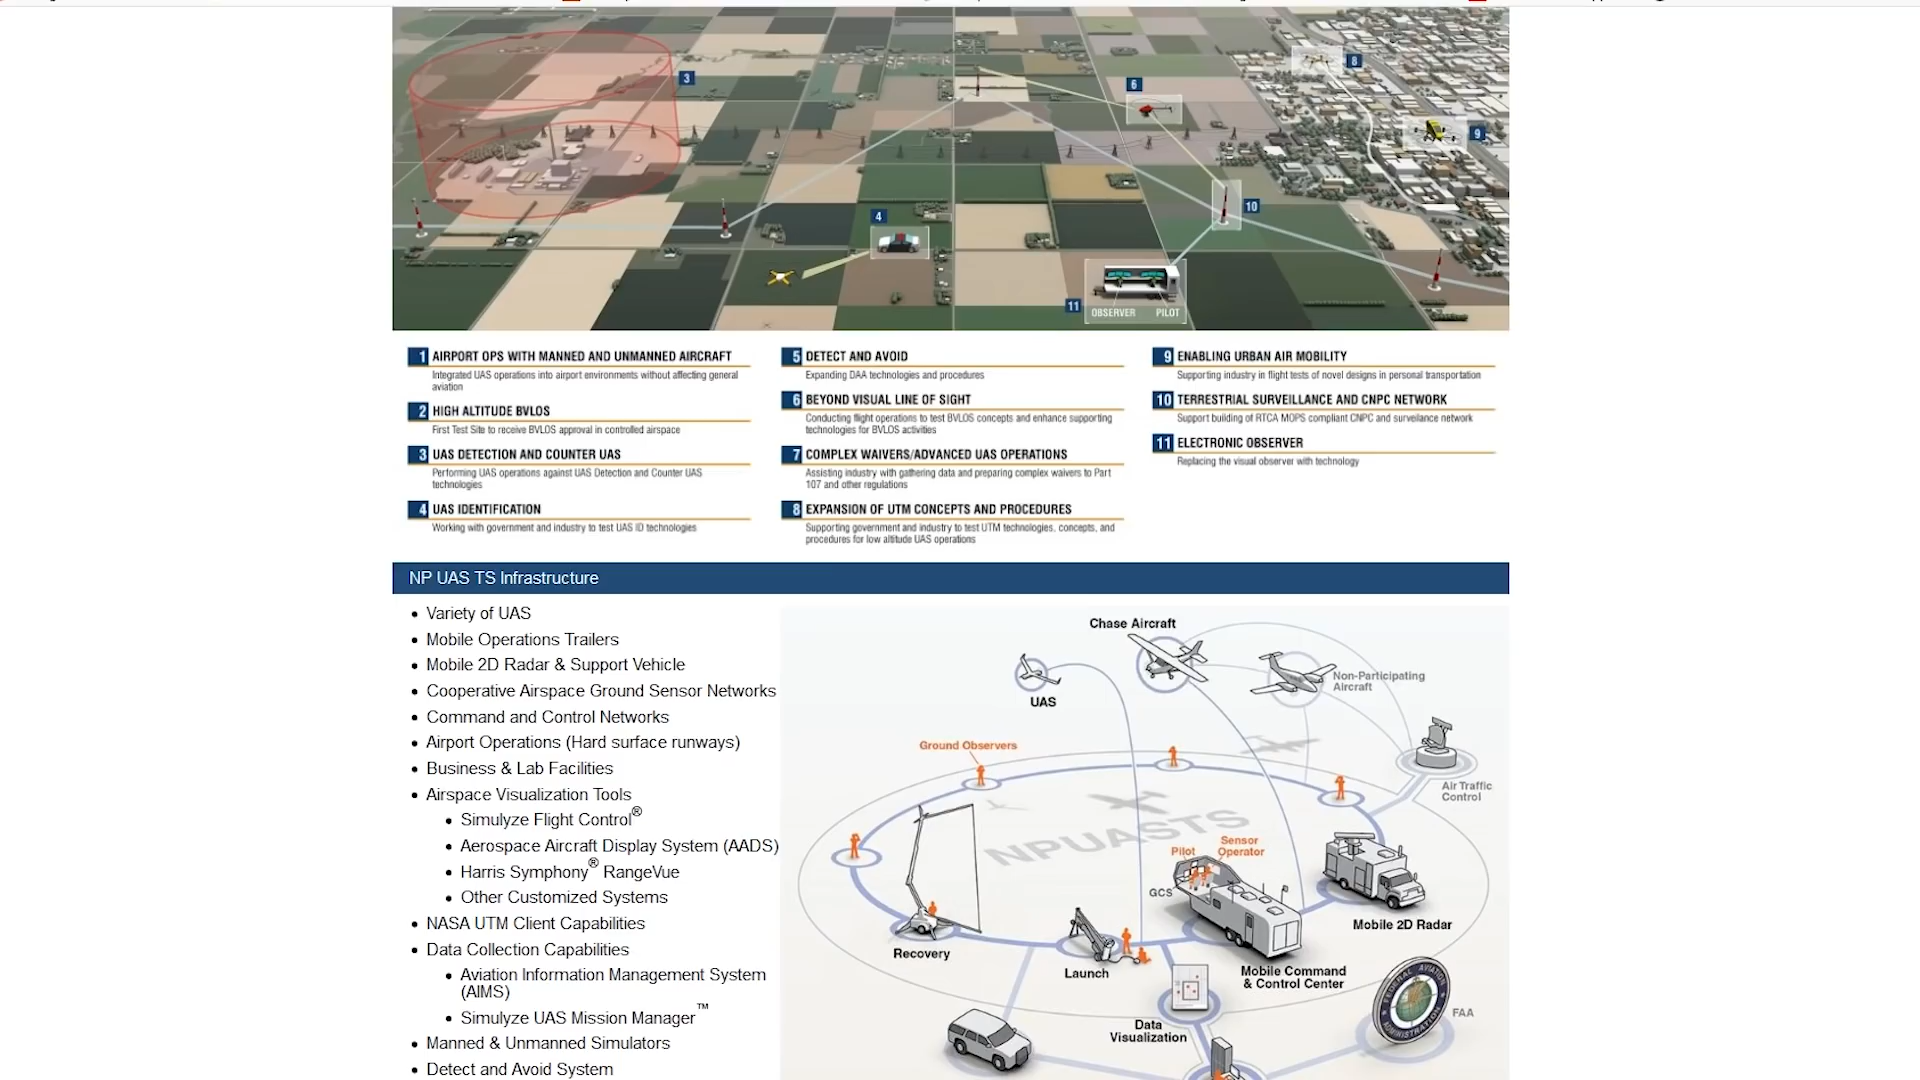 3
6
8
9
4
10
11
OBSERVER PILOT
1 AIRPORT OPS WITH MANNED AND UNMANNED AIRCRAFT
Integrated UAS operations into airport environments without affecting general
aviation
2 HIGH ALTITUDE BVLOS
First Test Site to receive BVLOS approval in controlled airspace
3 UAS DETECTION AND COUNTER UAS
Performing UAS operations against UAS Detection and Counter UAS
technologies
4 UAS IDENTIFICATION
Working with government and industry to test UAS ID technologies
5 DETECT AND AVOID
Expanding DAA technologies and procedures
6 BEYOND VISUAL LINE OF SIGHT
Conducting flight operations to test BVLOS concepts and enhance supporting
technologies for BVLOS activities
7 COMPLEX WAIVERS/ADVANCED UAS OPERATIONS
Assisting industry with gathering data and preparing complex waivers to Part
107 and other regulations
8 EXPANSION OF UTM CONCEPTS AND PROCEDURES
Supporting government and industry to test UTM technologies, concepts, and
procedures for low altitude UAS operations
9 ENABLING URBAN AIR MOBILITY
Supporting industry in flight tests of novel designs in personal transportation
10 TERRESTRIAL SURVEILLANCE AND CNPC NETWORK
Support building of RTCA MOPS compliant CNPC and surveilance network
11 ELECTRONIC OBSERVER
Replacing the visual observer with technology
NP UAS TS Infrastructure
• Variety of UAS
• Mobile Operations Trailers
• Mobile 2D Radar & Support Vehicle
• Cooperative Airspace Ground Sensor Networks
• Command and Control Networks
• Airport Operations (Hard surface runways)
• Business & Lab Facilities
• Airspace Visualization Tools
• Simulyze Flight Control®
• Aerospace Aircraft Display System (AADS)
• Harris Symphony® RangeVue
• Other Customized Systems
• NASA UTM Client Capabilities
• Data Collection Capabilities
• Aviation Information Management System
(AIMS)
• Simulyze UAS Mission Manager™
• Manned & Unmanned Simulators
• Detect and Avoid System
Chase Aircraft
UAS
Non-Participating
Aircraft
Ground Observers
Air Traffic
Control
NPUASTS
Pilot
Sensor
Operator
GCS
Mobile 2D Radar
Recovery
Launch
Mobile Command
& Control Center
Data
Visualization
FEDERAL AVIATION
ADMINISTRATION
FAA